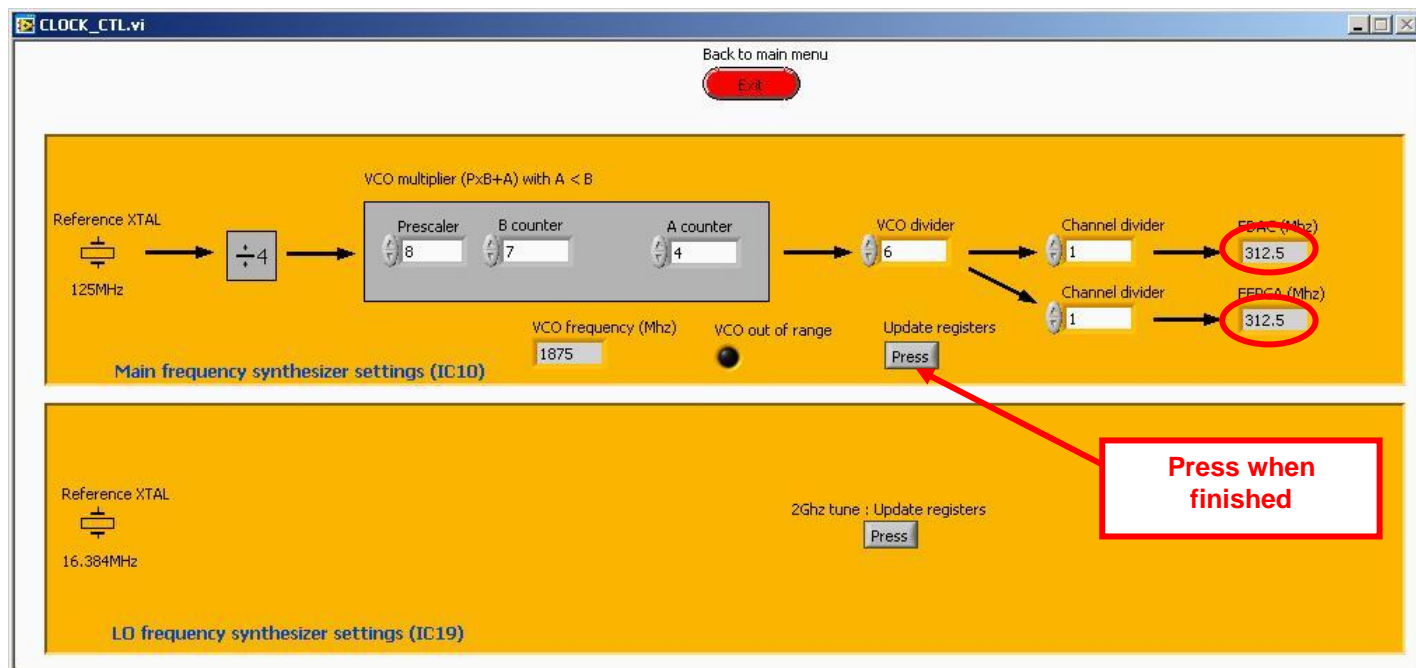 CLOCK_CTL.vi
Back to main menu
Exit
VCO multiplier (PxB+A) with A < B
Reference XTAL
125MHz
÷4
Prescaler
8
B counter
7
A counter
4
VCO divider
6
Channel divider
1
FDAC (Mhz)
312.5
Channel divider
1
FFPGA (Mhz)
312.5
VCO frequency (Mhz)
1875
VCO out of range
Update registers
Press
Main frequency synthesizer settings (IC10)
Press when
finished
Reference XTAL
16.384MHz
2Ghz tune : Update registers
Press
LO frequency synthesizer settings (IC19)